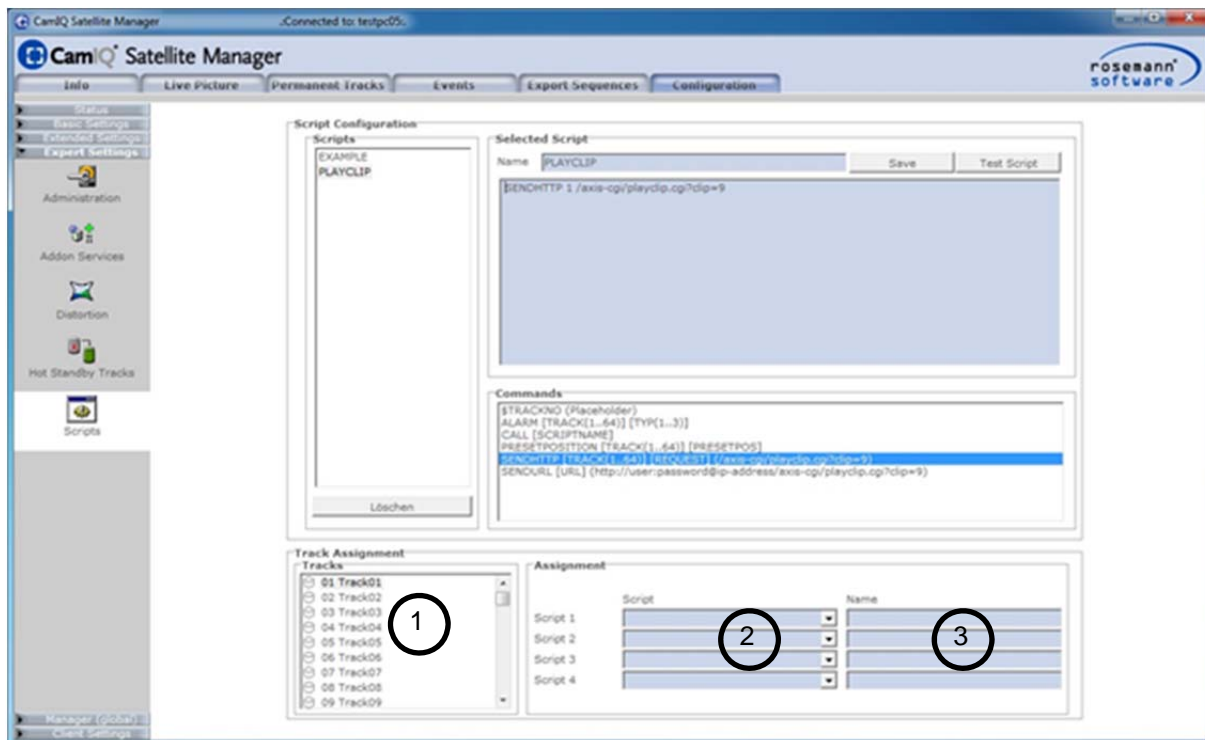 CamIQ Satellite Manager .:Connected to: testpc05:.
CamIQ Satellite Manager
rosemann software
Info Live Picture Permanent Tracks Events Export Sequences Configuration
Status
Basic Settings
Extended Settings
Expert Settings
Administration
Addon Services
Distortion
Hot Standby Tracks
Scripts
Manager (global)
Client Settings
Script Configuration
Scripts
EXAMPLE
PLAYCLIP
Löschen
Selected Script
Name PLAYCLIP Save Test Script
SENDHTTP 1 /axis-cgi/playclip.cgi?clip=9
Commands
$TRACKNO (Placeholder)
ALARM [TRACK(1..64)] [TYP(1..3)]
CALL [SCRIPTNAME]
PRESETPOSITION [TRACK(1..64)] [PRESETPOS]
SENDHTTP [TRACK(1..64)] [REQUEST] (/axis-cgi/playclip.cgi?clip=9)
SENDURL [URL] (http://user:password@ip-address/axis-cgi/playclip.cgi?clip=9)
Track Assignment
Tracks
01 Track01
02 Track02
03 Track03
04 Track04
05 Track05
06 Track06
07 Track07
08 Track08
09 Track09
1
Assignment
Script Name
Script 1
Script 2
Script 3
Script 4
2
3